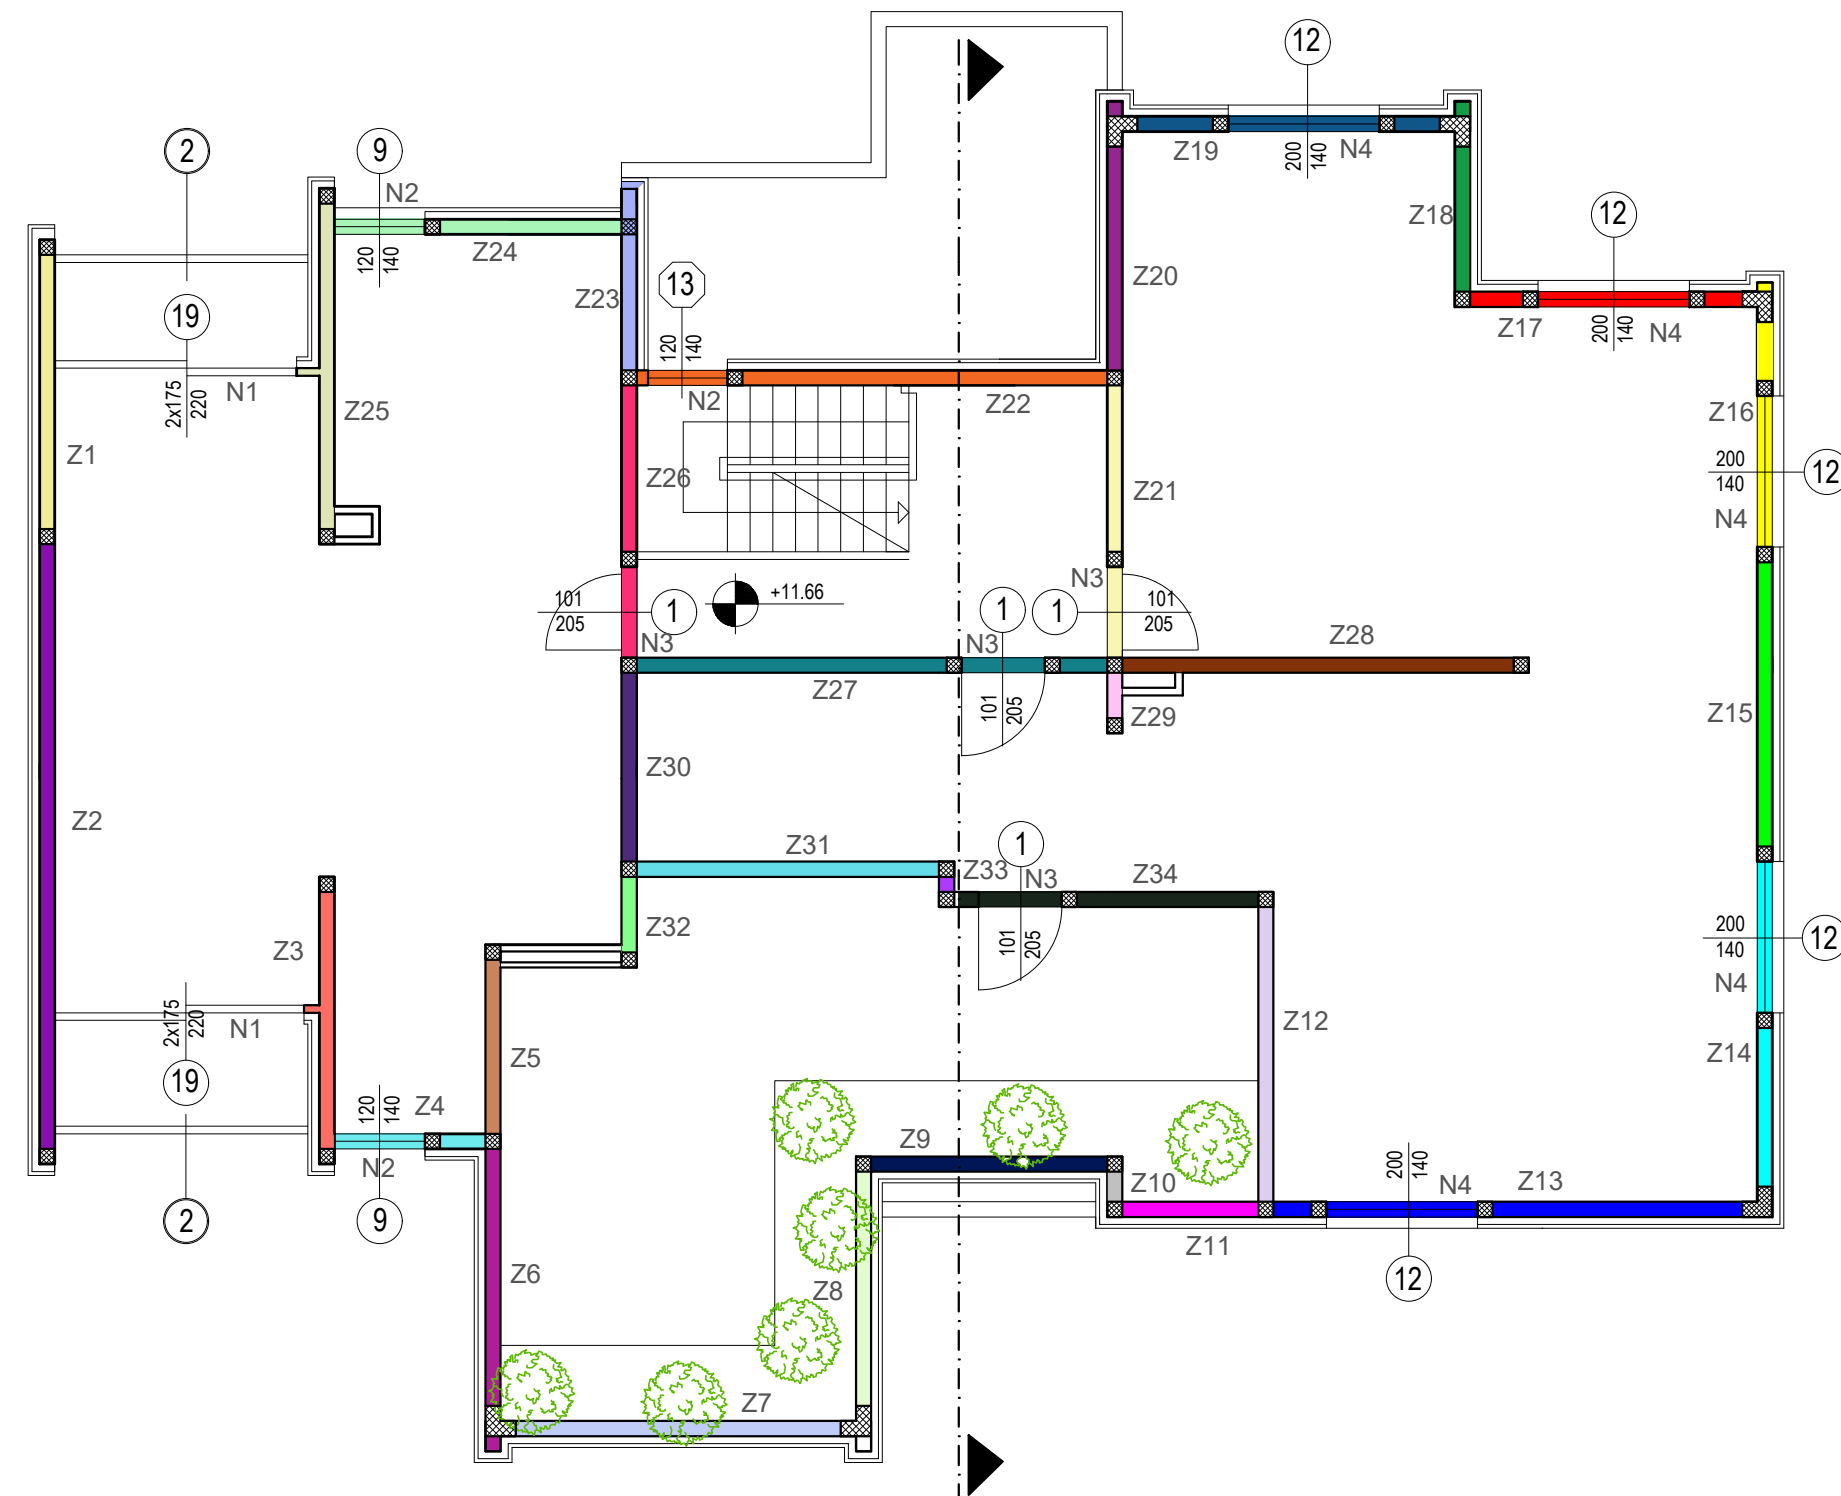 12
2
9
N2
Z19
200
140
N4
12
Z18
120
140
Z24
13
Z23
Z20
19
120
140
Z17
200
140
N4
2x175
220
N1
Z25
N2
Z22
Z16
Z1
Z26
Z21
200
140
12
N4
101
205
1
+11.66
1
1
N3
101
205
N3
N3
Z28
Z27
101
205
Z29
Z15
Z30
Z2
Z31
1
Z33
N3
Z34
Z32
Z3
101
205
200
140
12
N4
2x175
220
N1
Z12
Z5
Z14
19
120
140
Z4
Z9
N2
200
140
Z10
N4
Z13
2
9
Z11
Z6
Z8
12
Z7